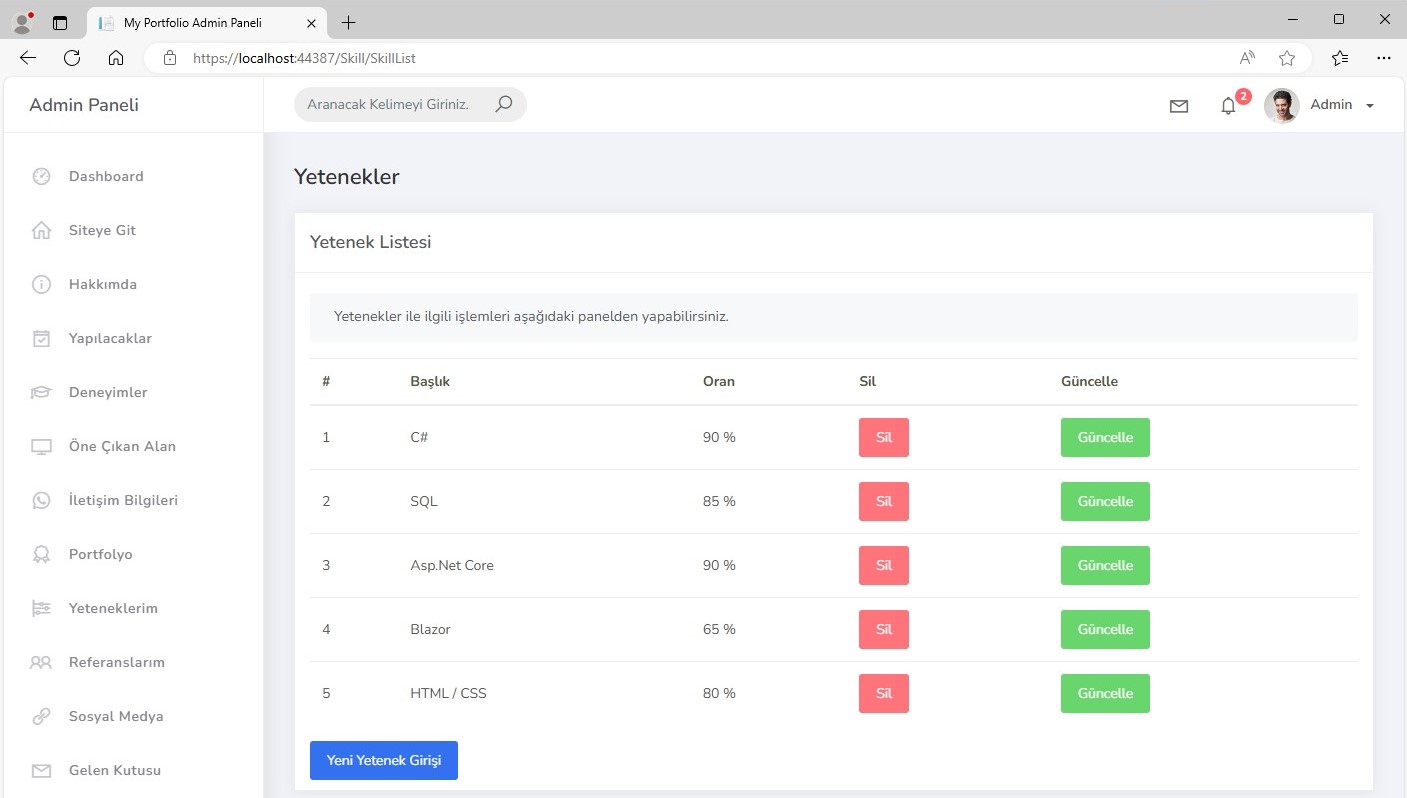 My Portfolio Admin Paneli
https://localhost:44387/Skill/SkillList
Admin Paneli
Aranacak Kelimeyi Giriniz.
2
Admin
Dashboard
Siteye Git
Hakkımda
Yapılacaklar
Deneyimler
Öne Çıkan Alan
İletişim Bilgileri
Portfolyo
Yeteneklerim
Referanslarım
Sosyal Medya
Gelen Kutusu
Yetenekler
Yetenek Listesi
Yetenekler ile ilgili işlemleri aşağıdaki panelden yapabilirsiniz.
# Başlık Oran Sil Güncelle
1 C# 90 % Sil Güncelle
2 SQL 85 % Sil Güncelle
3 Asp.Net Core 90 % Sil Güncelle
4 Blazor 65 % Sil Güncelle
5 HTML / CSS 80 % Sil Güncelle
Yeni Yetenek Girişi